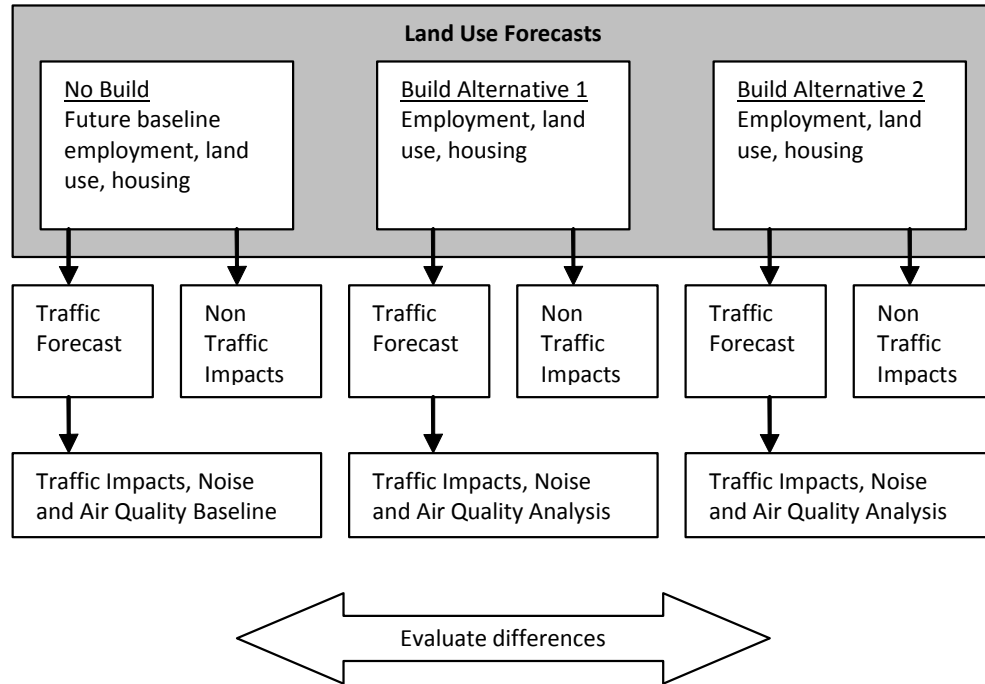 Land Use Forecasts
No Build
Future baseline
employment, land
use, housing
Build Alternative 1
Employment, land
use, housing
Build Alternative 2
Employment, land
use, housing
Traffic
Forecast
Non
Traffic
Impacts
Traffic
Forecast
Non
Traffic
Impacts
Traffic
Forecast
Non
Traffic
Impacts
Traffic Impacts, Noise
and Air Quality Baseline
Traffic Impacts, Noise
and Air Quality Analysis
Traffic Impacts, Noise
and Air Quality Analysis
Evaluate differences